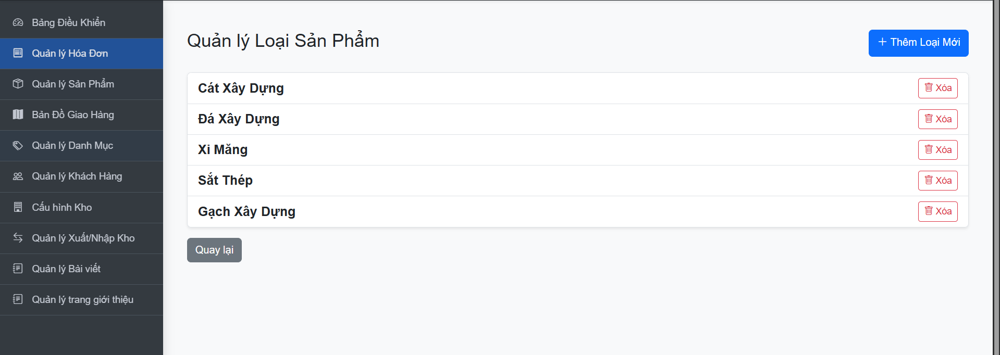 Bảng Điều Khiển
Quản lý Hóa Đơn
Quản lý Sản Phẩm
Bản Đồ Giao Hàng
Quản lý Danh Mục
Quản lý Khách Hàng
Cấu hình Kho
Quản lý Xuất/Nhập Kho
Quản lý Bài viết
Quản lý trang giới thiệu
Quản lý Loại Sản Phẩm
+ Thêm Loại Mới
Cát Xây Dựng
Xóa
Đá Xây Dựng
Xóa
Xi Măng
Xóa
Sắt Thép
Xóa
Gạch Xây Dựng
Xóa
Quay lại